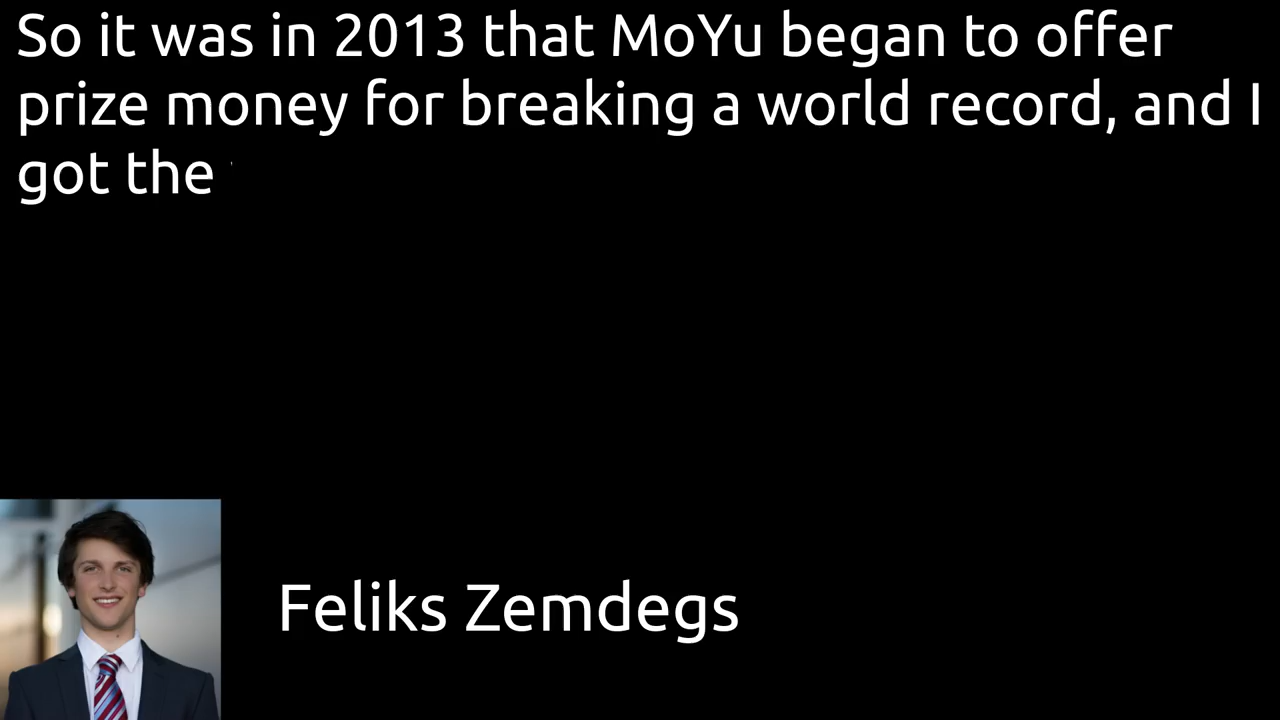 So it was in 2013 that MoYu began to offer
prize money for breaking a world record, and I
got the
Feliks Zemdegs